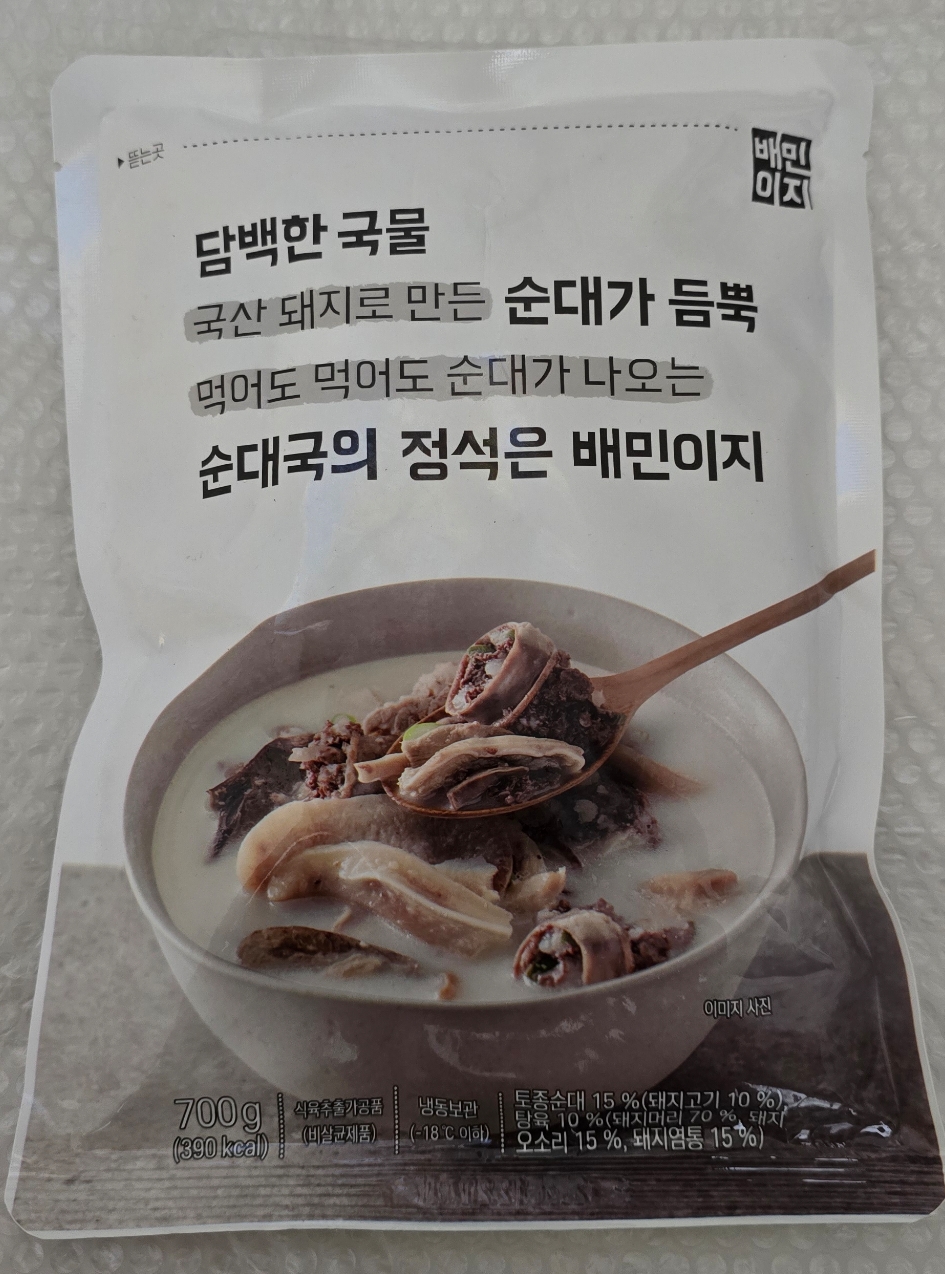 ▸뜯는곳
배민
이지
담백한 국물
국산 돼지로 만든 순대가 듬뿍
먹어도 먹어도 순대가 나오는
순대국의 정석은 배민이지
이미지 사진
700g
(390 kcal)
식육추출가공품
(비살균제품)
냉동보관
(-18℃ 이하)
토종순대 15 %(돼지고기 10 %),
탕육 10 %(돼지머리 70 %, 돼지
오소리 15 %, 돼지염통 15 %)